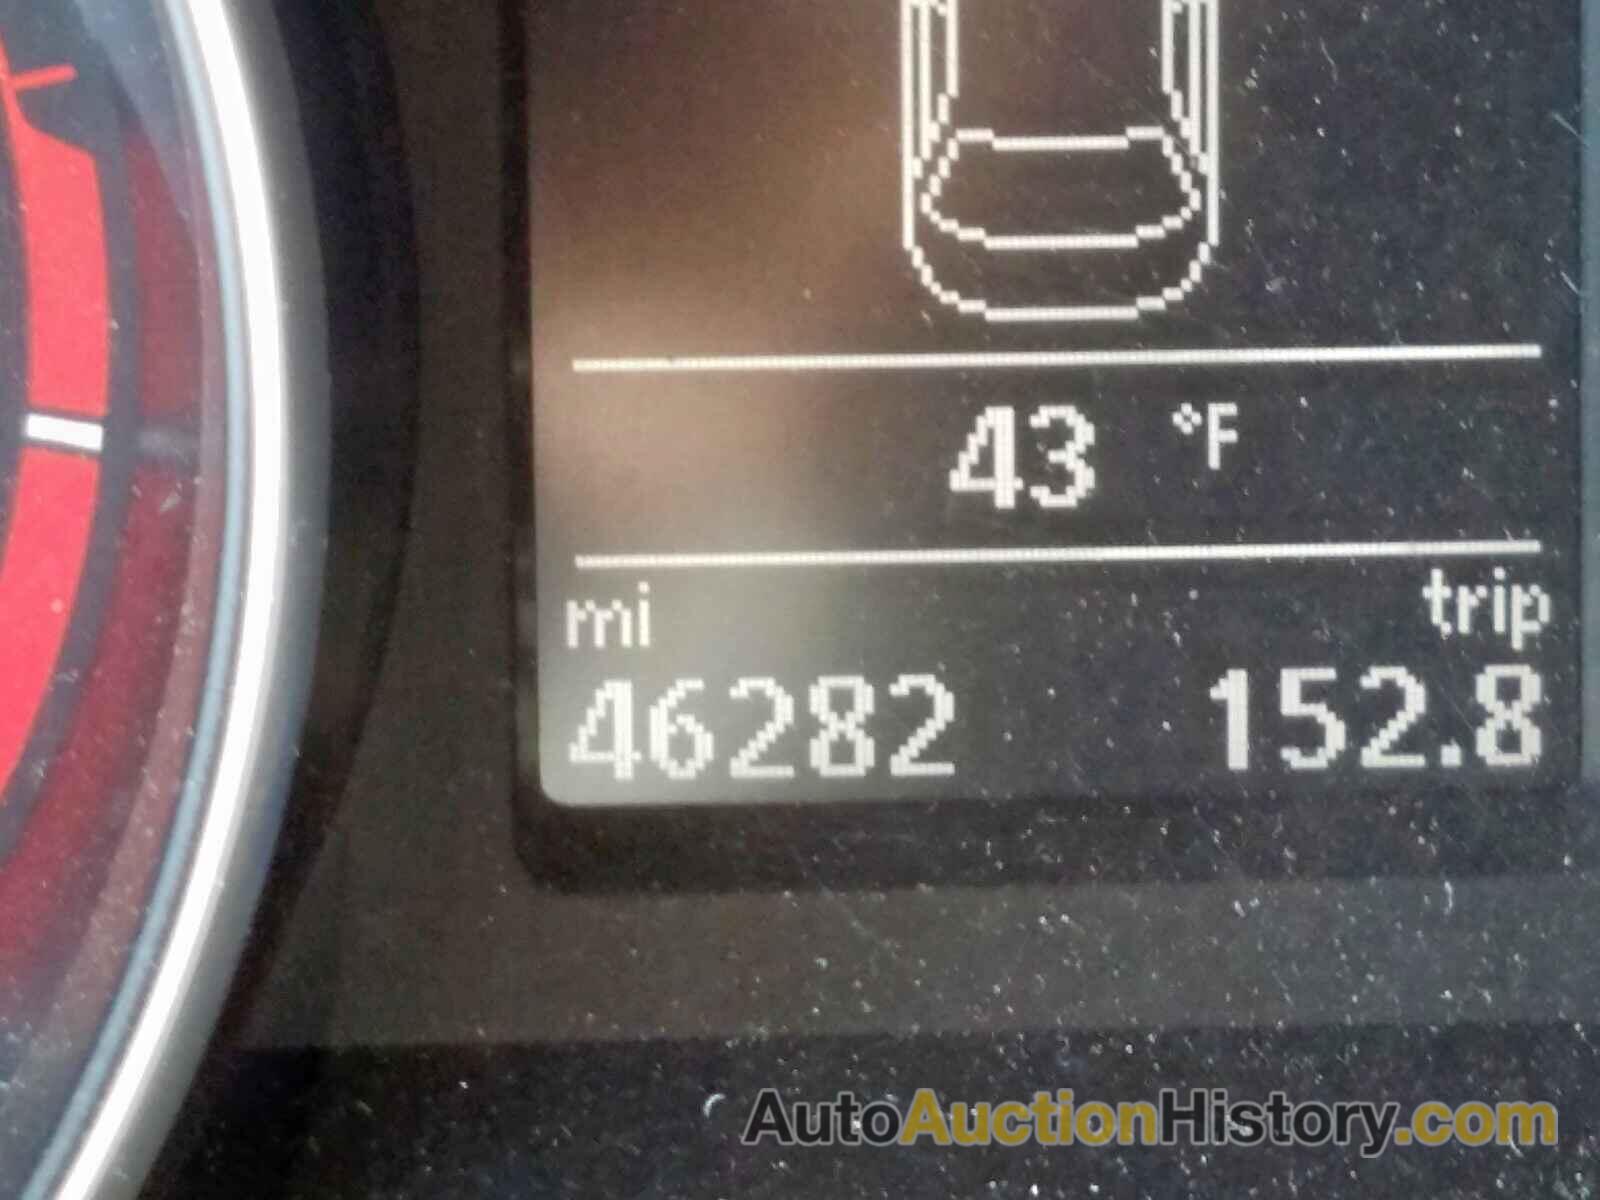 43 °F
mi trip
46282 152.8
AutoAuctionHistory.com